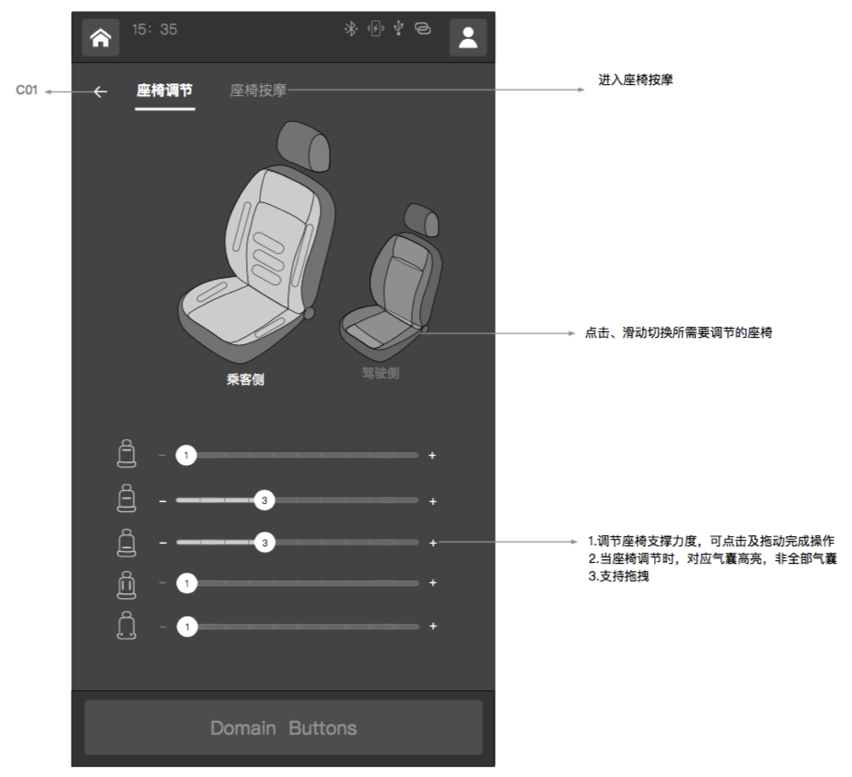 15: 35
C01
座椅调节
座椅按摩
进入座椅按摩
点击、滑动切换所需要调节的座椅
乘客侧
驾驶侧
- 1 +
- 3 +
- 3 +
1.调节座椅支撑力度，可点击及拖动完成操作
2.当座椅调节时，对应气囊高亮，非全部气囊
3.支持拖拽
- 1 +
- 1 +
Domain Buttons